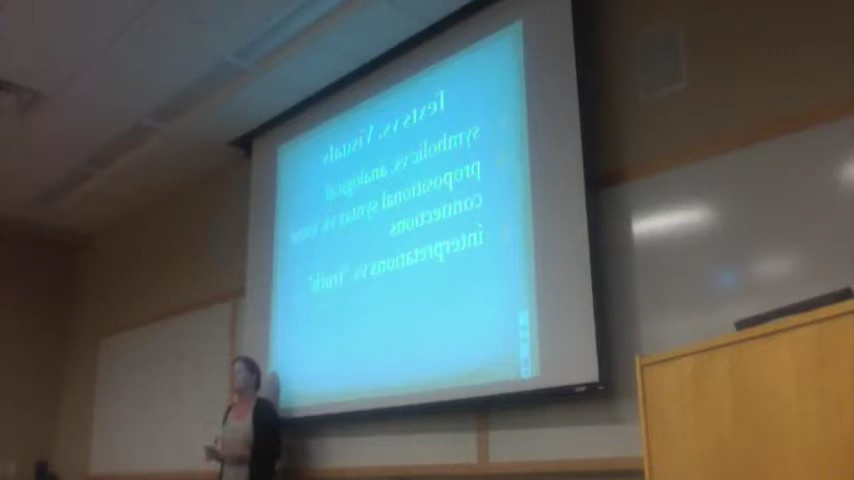 Texts vs. Visuals
symbolic vs. analogical
propositional syntax vs.
connections
interpretations vs. "truth"